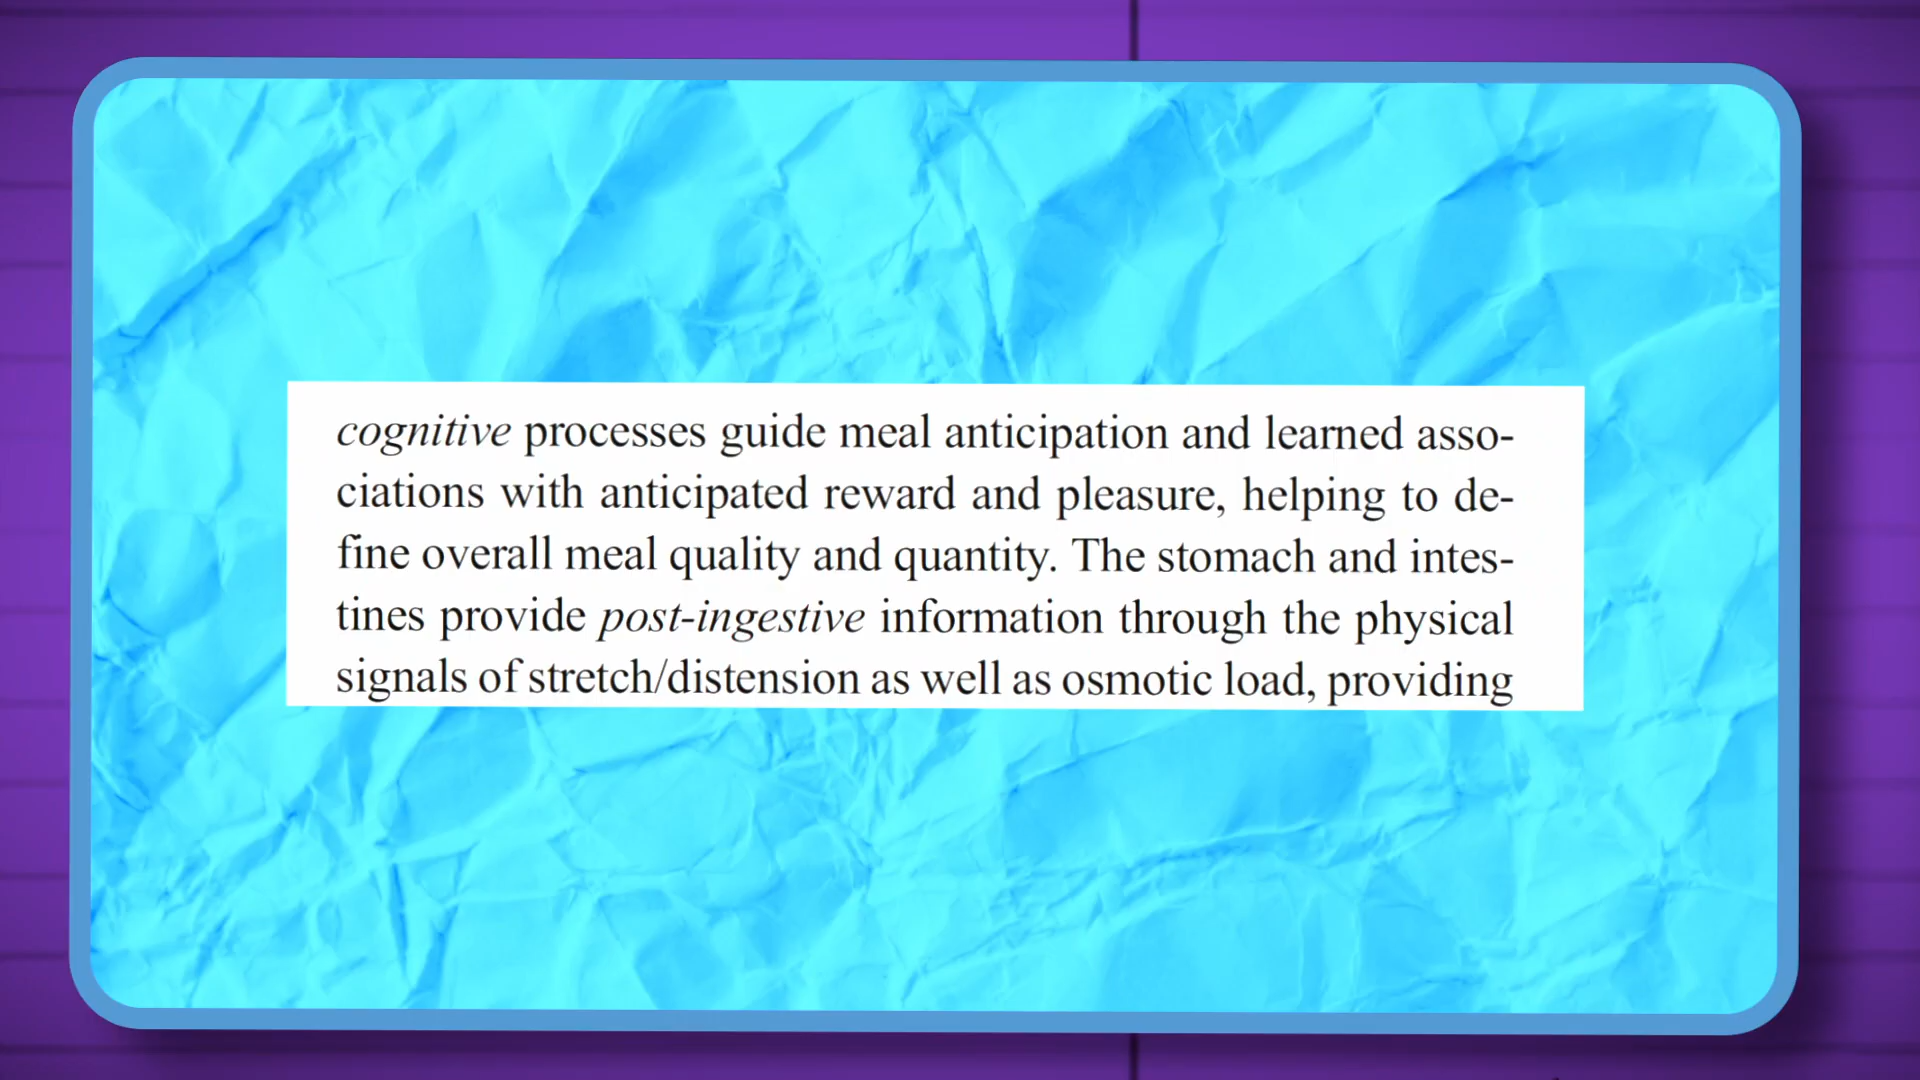 cognitive processes guide meal anticipation and learned asso-
ciations with anticipated reward and pleasure, helping to de-
fine overall meal quality and quantity. The stomach and intes-
tines provide post-ingestive information through the physical
signals of stretch/distension as well as osmotic load, providing